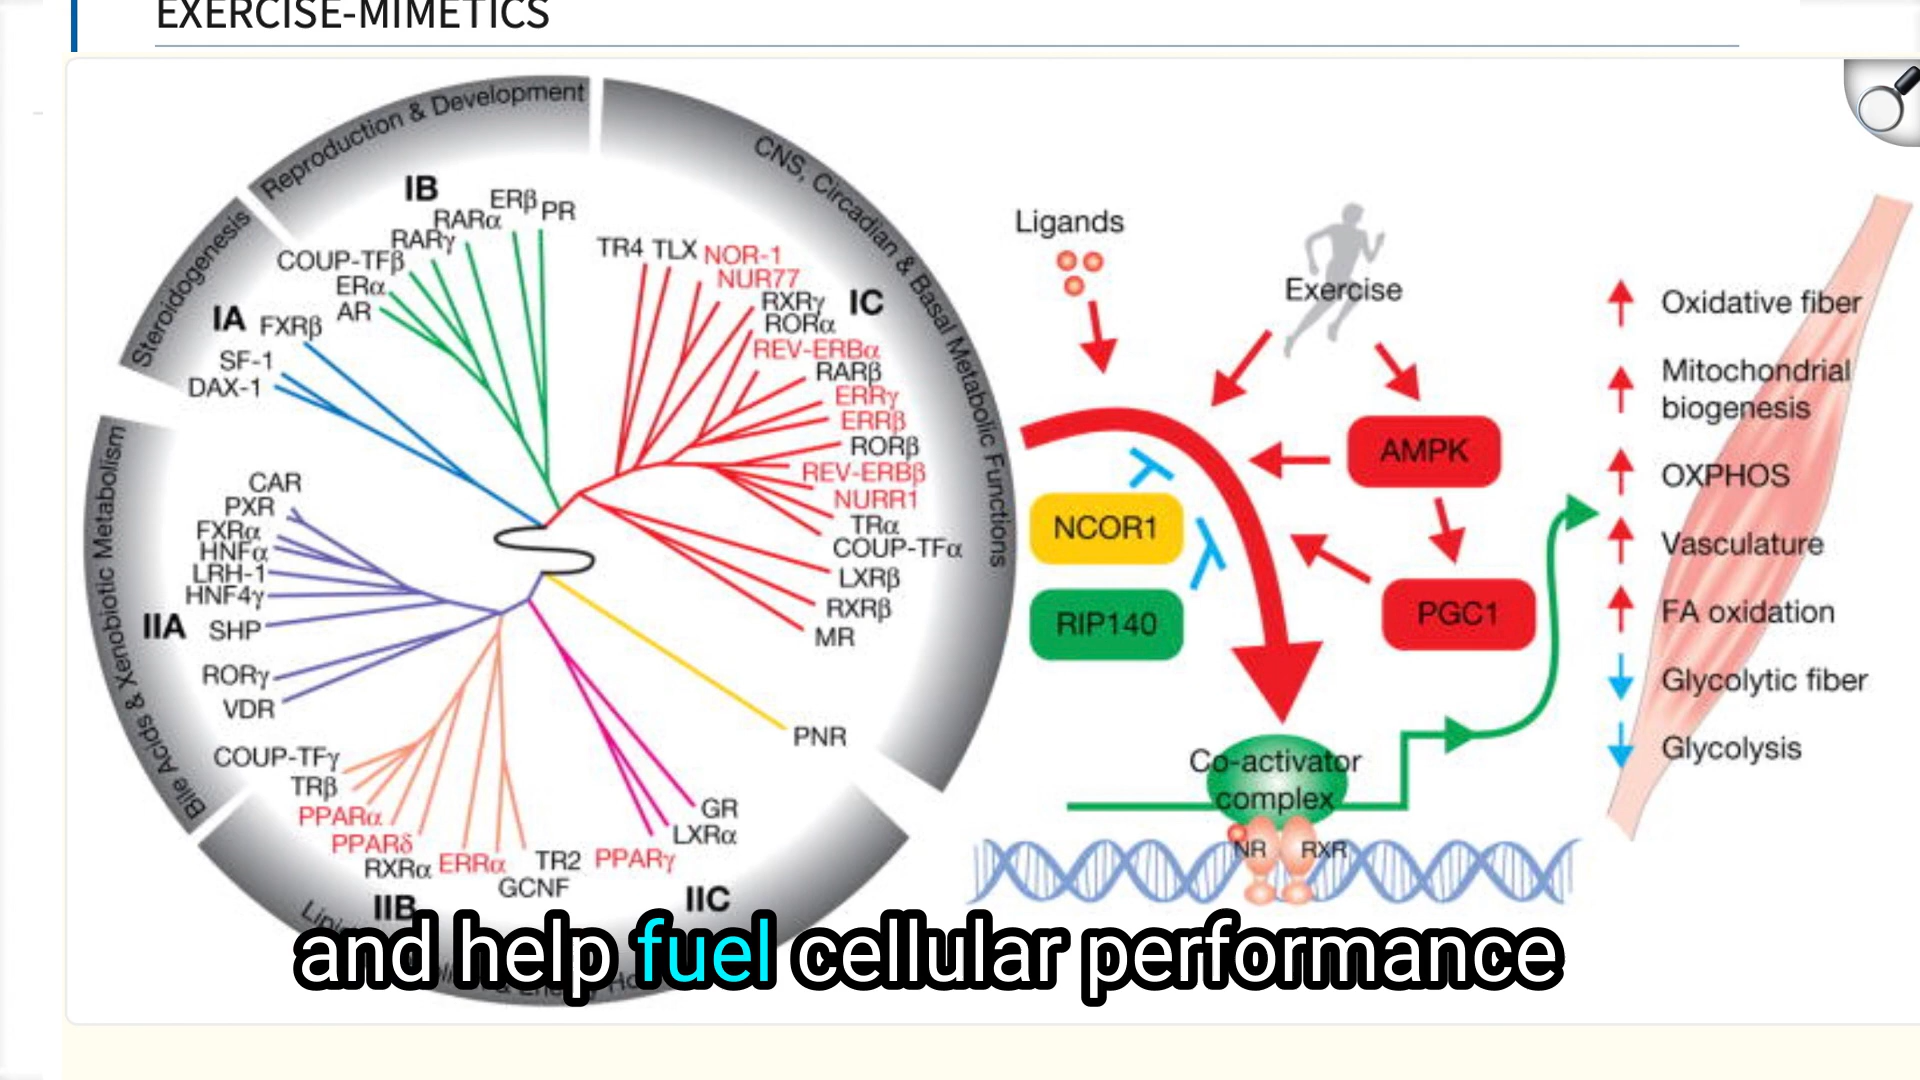 EXERCISE-MIMETICS
Reproduction & Development
CNS, Circadian & Basal Metabolic Functions
Steroidogenesis
Bile Acids & Xenobiotic Metabolism
IB
ERβ
PR
RARα
RARγ
COUP-TFβ
ERα
AR
IA
FXRβ
SF-1
DAX-1
TR4
TLX
NOR-1
NUR77
RXRγ
IC
RORα
REV-ERBα
RARβ
ERRγ
ERRβ
RORβ
REV-ERBβ
NURR1
TRα
COUP-TFα
LXRβ
RXRβ
MR
PNR
CAR
PXR
FXRα
HNFα
LRH-1
HNF4γ
IIA
SHP
RORγ
VDR
COUP-TFγ
TRβ
PPARα
PPARδ
RXRα
ERRα
GCNF
TR2
IIB
PPARγ
LXRα
GR
IIC
Ligands
Exercise
AMPK
NCOR1
RIP140
PGC1
Co-activator
complex
NR
RXR
Oxidative fiber
Mitochondrial
biogenesis
OXPHOS
Vasculature
FA oxidation
Glycolytic fiber
Glycolysis
and help fuel cellular performance